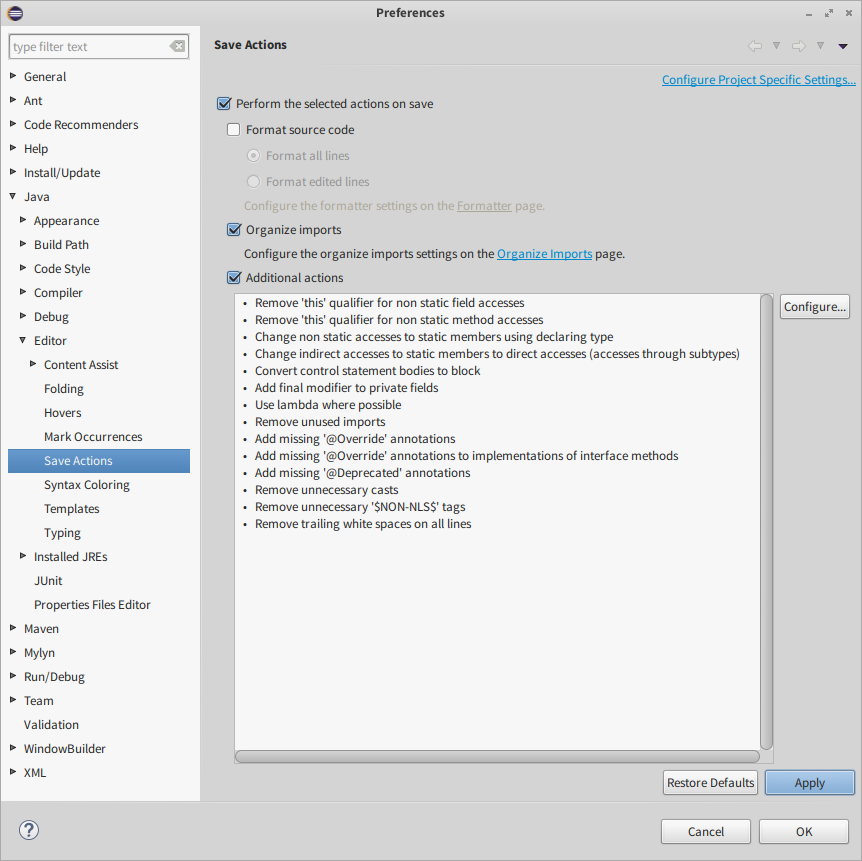 Preferences
type filter text
General
Ant
Code Recommenders
Help
Install/Update
Java
Appearance
Build Path
Code Style
Compiler
Debug
Editor
Content Assist
Folding
Hovers
Mark Occurrences
Save Actions
Syntax Coloring
Templates
Typing
Installed JREs
JUnit
Properties Files Editor
Maven
Mylyn
Run/Debug
Team
Validation
WindowBuilder
XML
Save Actions
Configure Project Specific Settings...
Perform the selected actions on save
Format source code
Format all lines
Format edited lines
Configure the formatter settings on the Formatter page.
Organize imports
Configure the organize imports settings on the Organize Imports page.
Additional actions
• Remove 'this' qualifier for non static field accesses
• Remove 'this' qualifier for non static method accesses
• Change non static accesses to static members using declaring type
• Change indirect accesses to static members to direct accesses (accesses through subtypes)
• Convert control statement bodies to block
• Add final modifier to private fields
• Use lambda where possible
• Remove unused imports
• Add missing '@Override' annotations
• Add missing '@Override' annotations to implementations of interface methods
• Add missing '@Deprecated' annotations
• Remove unnecessary casts
• Remove unnecessary '$NON-NLS$' tags
• Remove trailing white spaces on all lines
Configure...
Restore Defaults
Apply
?
Cancel
OK